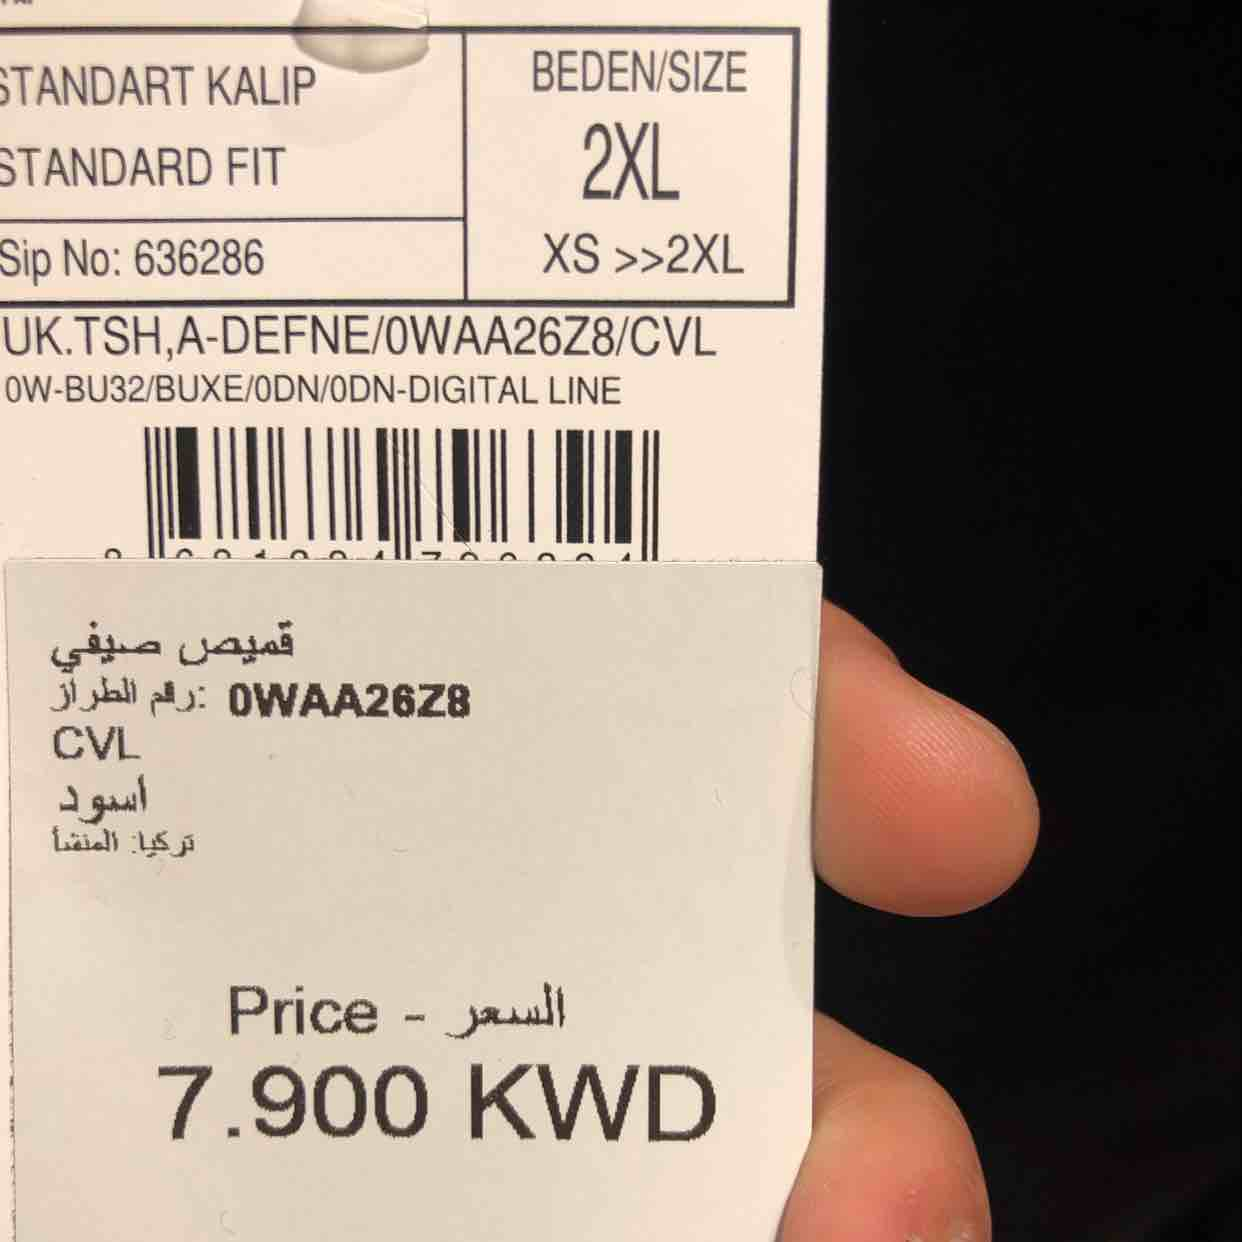 STANDART KALIP
STANDARD FIT
Sip No: 636286
BEDEN/SIZE
2XL
XS >>2XL
UK.TSH,A-DEFNE/0WAA26Z8/CVL
0W-BU32/BUXE/0DN/0DN-DIGITAL LINE
قميص صيفي
رقم الطراز: 0WAA26Z8
CVL
أسود
تركيا: المنشأ
Price - السعر
7.900 KWD